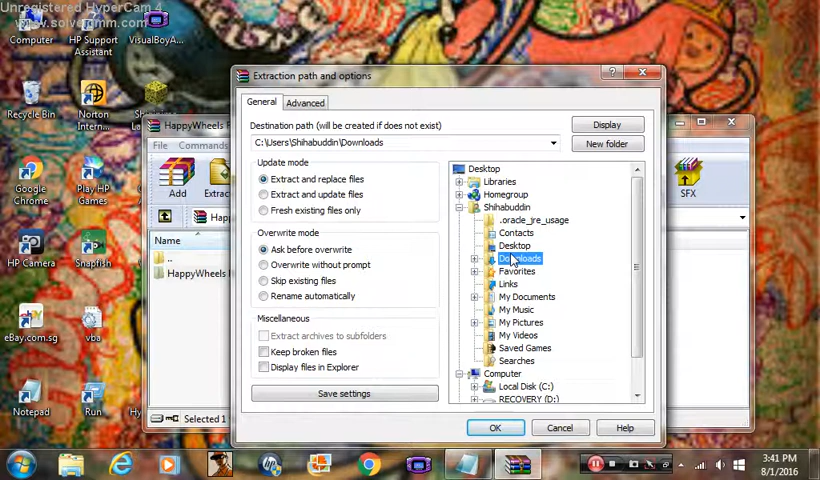 Unregistered HyperCam 4
www.solveigmm.com
Computer
HP Support
Assistant
VisualBoyA...
Recycle Bin
Norton
Intern...
Google
Chrome
Play HP
Games
HP Camera
Snapfish
eBay.com.sg
vba
Notepad
Run
HappyWheels
File
Commands
Add
SFX
Name
..
HappyWheels
Selected 1
Extraction path and options
General
Advanced
Destination path (will be created if does not exist)
C:\Users\Shihabuddin\Downloads
Display
New folder
Update mode
Extract and replace files
Extract and update files
Fresh existing files only
Overwrite mode
Ask before overwrite
Overwrite without prompt
Skip existing files
Rename automatically
Miscellaneous
Extract archives to subfolders
Keep broken files
Display files in Explorer
Save settings
Desktop
Libraries
Homegroup
Shihabuddin
.oracle_jre_usage
Contacts
Desktop
Downloads
Favorites
Links
My Documents
My Music
My Pictures
My Videos
Saved Games
Searches
Computer
Local Disk (C:)
RECOVERY (D:)
OK
Cancel
Help
3:41 PM
8/1/2016